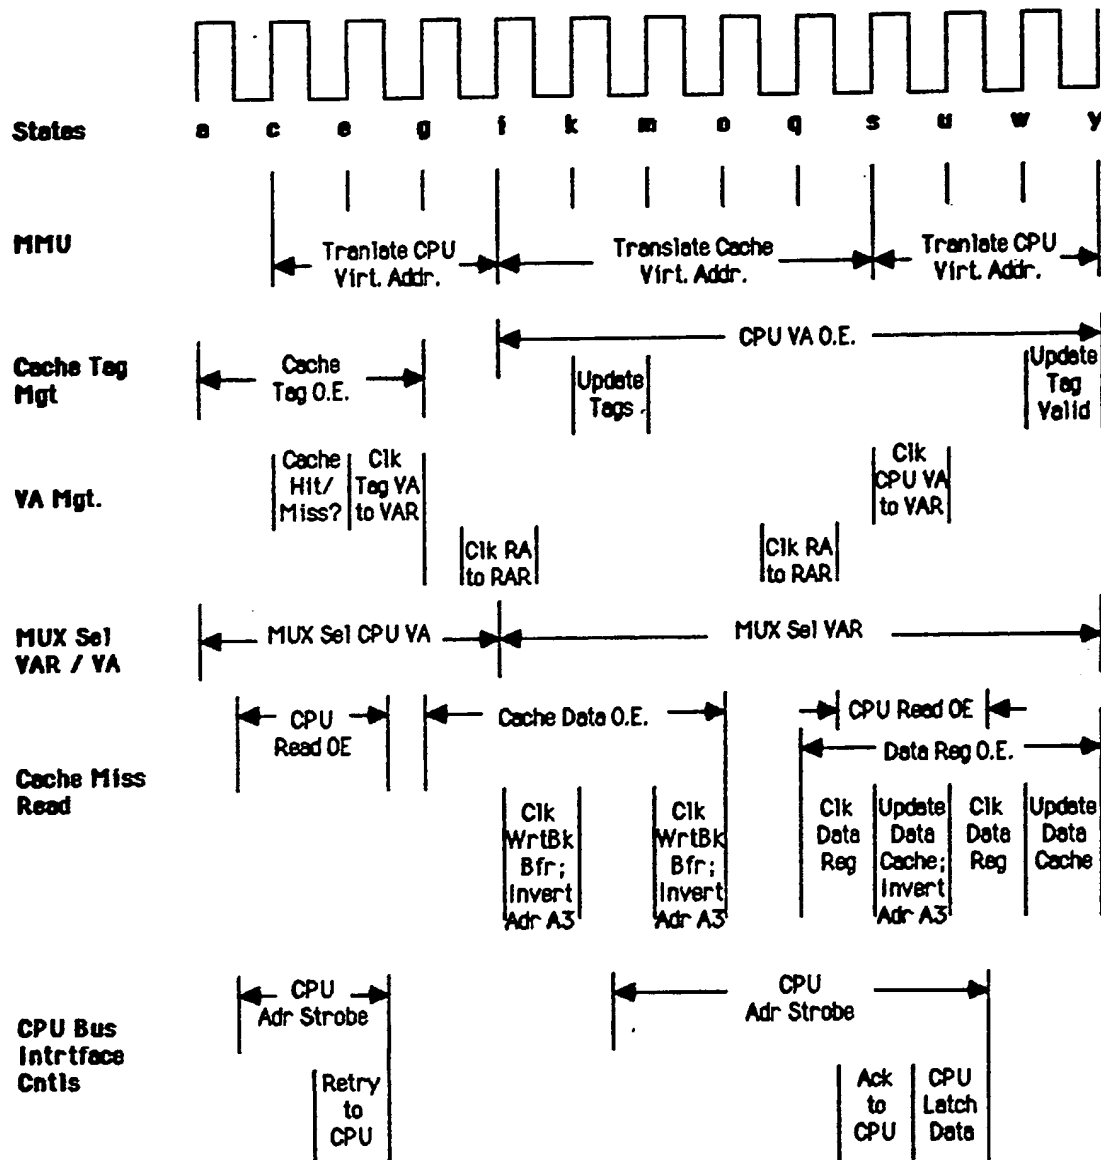 States a c e g i k m o q s u w y
MMU
Tranlate CPU
Virt. Addr.
Translate Cache
Virt. Addr.
Tranlate CPU
Virt. Addr.
Cache Tag
Mgt
Cache
Tag O.E.
CPU VA O.E.
Update
Tags
Update
Tag
Valid
VA Mgt.
Cache
Hit/
Miss?
Clk
Tag VA
to VAR
Clk
CPU VA
to VAR
Clk RA
to RAR
Clk RA
to RAR
MUX Sel
VAR / VA
MUX Sel CPU VA
MUX Sel VAR
Cache Miss
Read
CPU
Read OE
Cache Data O.E.
CPU Read OE
Data Reg O.E.
Clk
WrtBk
Bfr;
Invert
Adr A3
Clk
WrtBk
Bfr;
Invert
Adr A3
Clk
Data
Reg
Update
Data
Cache;
Invert
Adr A3
Clk
Data
Reg
Update
Data
Cache
CPU Bus
Intrtface
Cntls
CPU
Adr Strobe
CPU
Adr Strobe
Retry
to
CPU
Ack
to
CPU
CPU
Latch
Data